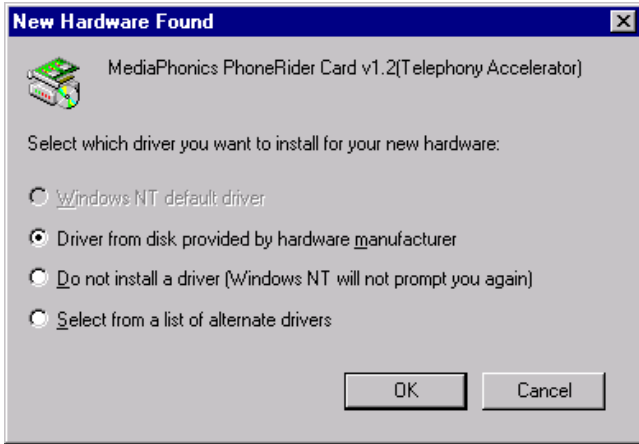 New Hardware Found
MediaPhonics PhoneRider Card v1.2(Telephony Accelerator)
Select which driver you want to install for your new hardware:
Windows NT default driver
Driver from disk provided by hardware manufacturer
Do not install a driver (Windows NT will not prompt you again)
Select from a list of alternate drivers
OK
Cancel